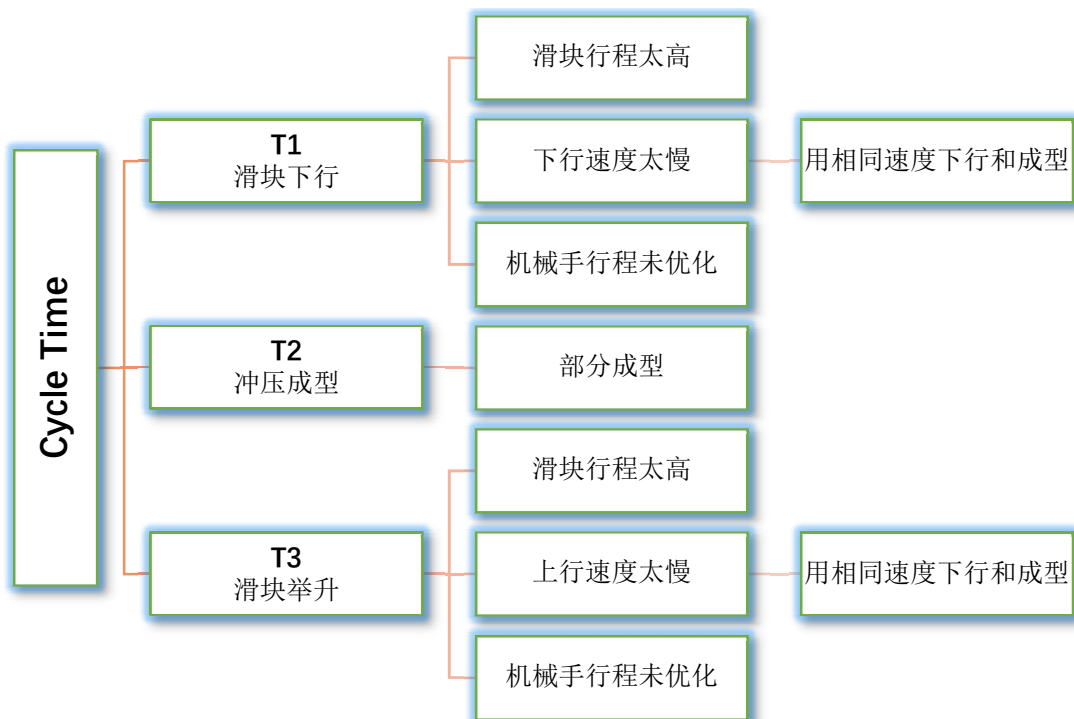 Cycle Time
T1
滑块下行
滑块行程太高
下行速度太慢
用相同速度下行和成型
机械手行程未优化
T2
冲压成型
部分成型
T3
滑块举升
滑块行程太高
上行速度太慢
用相同速度下行和成型
机械手行程未优化